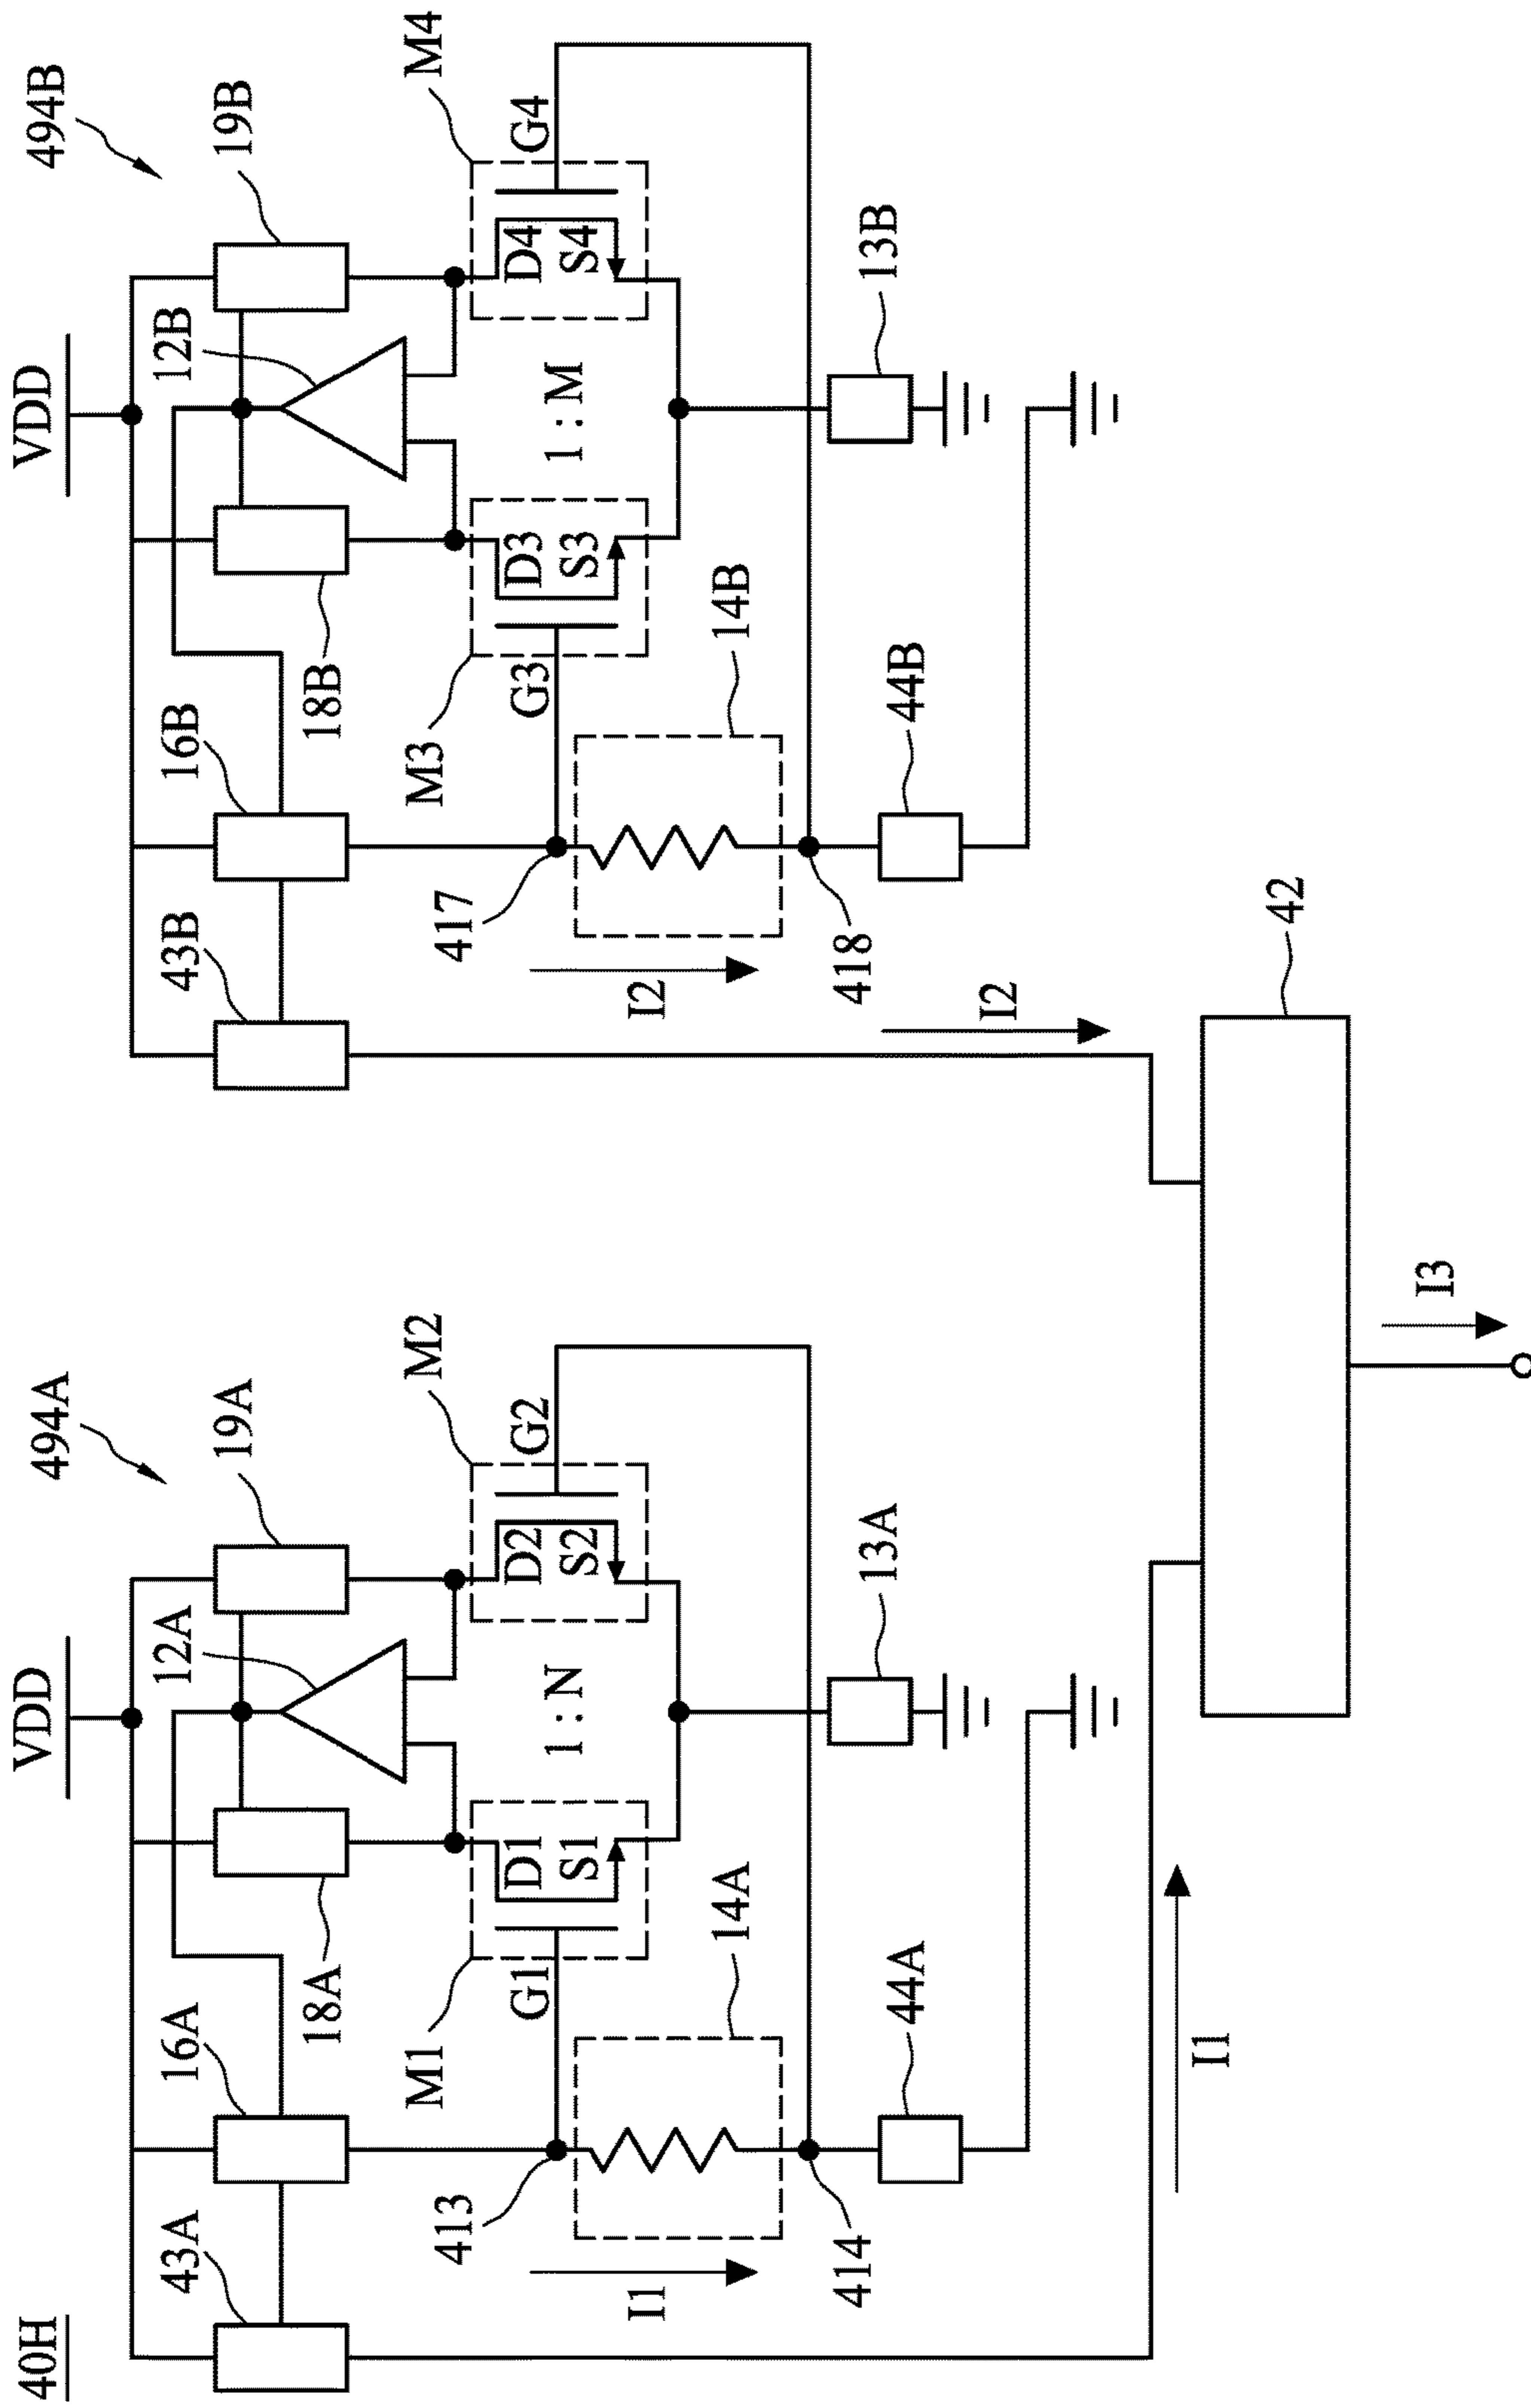 40H
VDD
494A
43A
16A
12A
19A
18A
M1
M2
G1
D1
S1
D2
S2
G2
1 : N
413
I1
14A
414
44A
13A
I1
VDD
494B
43B
16B
12B
19B
18B
M3
M4
G3
D3
S3
D4
S4
G4
1 : M
417
I2
14B
418
44B
13B
I2
42
I3